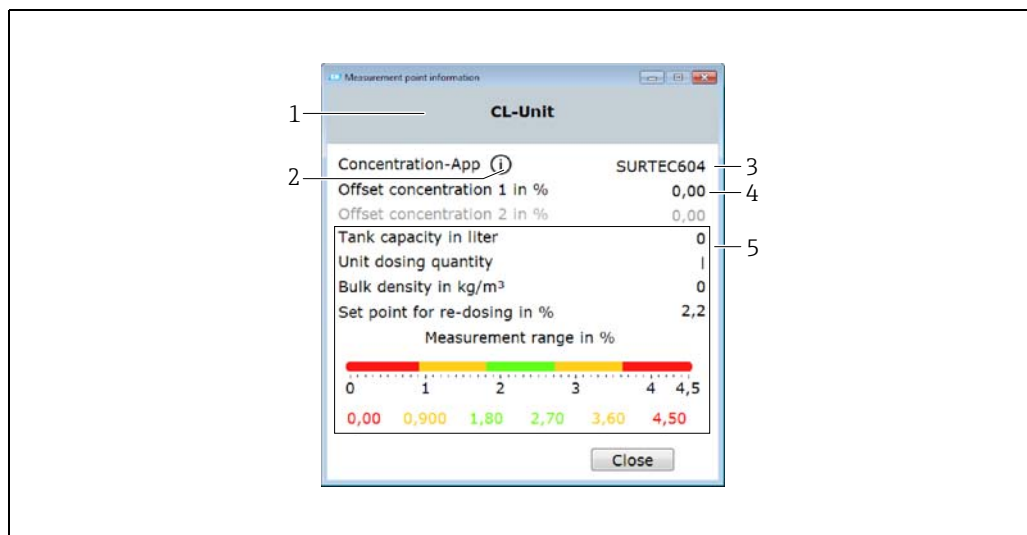 Measurement point information
1
CL-Unit
2
Concentration-App i SURTEC604
3
Offset concentration 1 in % 0,00
4
Offset concentration 2 in % 0,00
Tank capacity in liter 0
5
Unit dosing quantity l
Bulk density in kg/m³ 0
Set point for re-dosing in % 2,2
Measurement range in %
0 1 2 3 4 4,5
0,00 0,900 1,80 2,70 3,60 4,50
Close